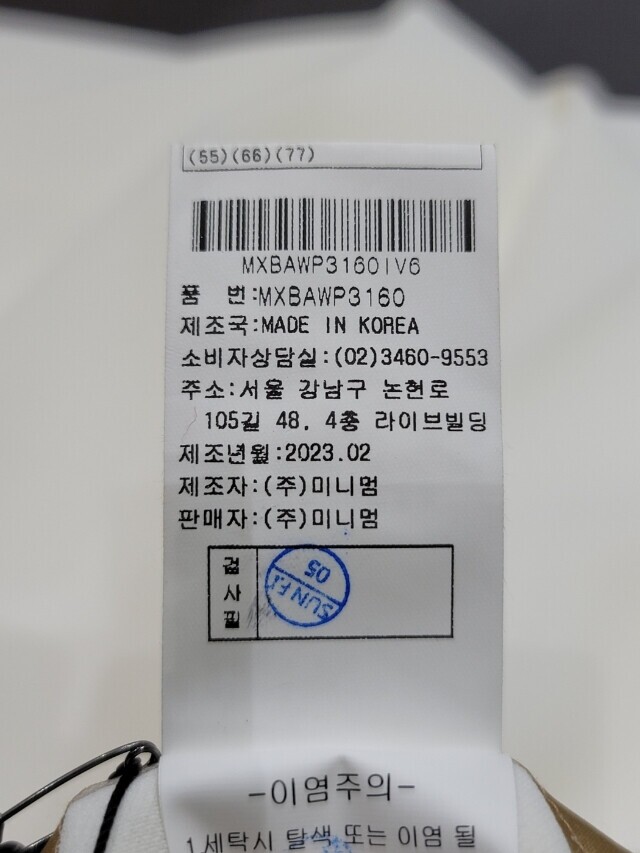 (55)(66)(77)
MXBAWP3160IV6
품 번:MXBAWP3160
제조국:MADE IN KOREA
소비자상담실:(02)3460-9553
주소:서울 강남구 논현로
105길 48, 4층 라이브빌딩
제조년월:2023.02
제조자:(주)미니멈
판매자:(주)미니멈
검사필
SUN F.I
05
-이염주의-
1.세탁시 탈색 또는 이염 될